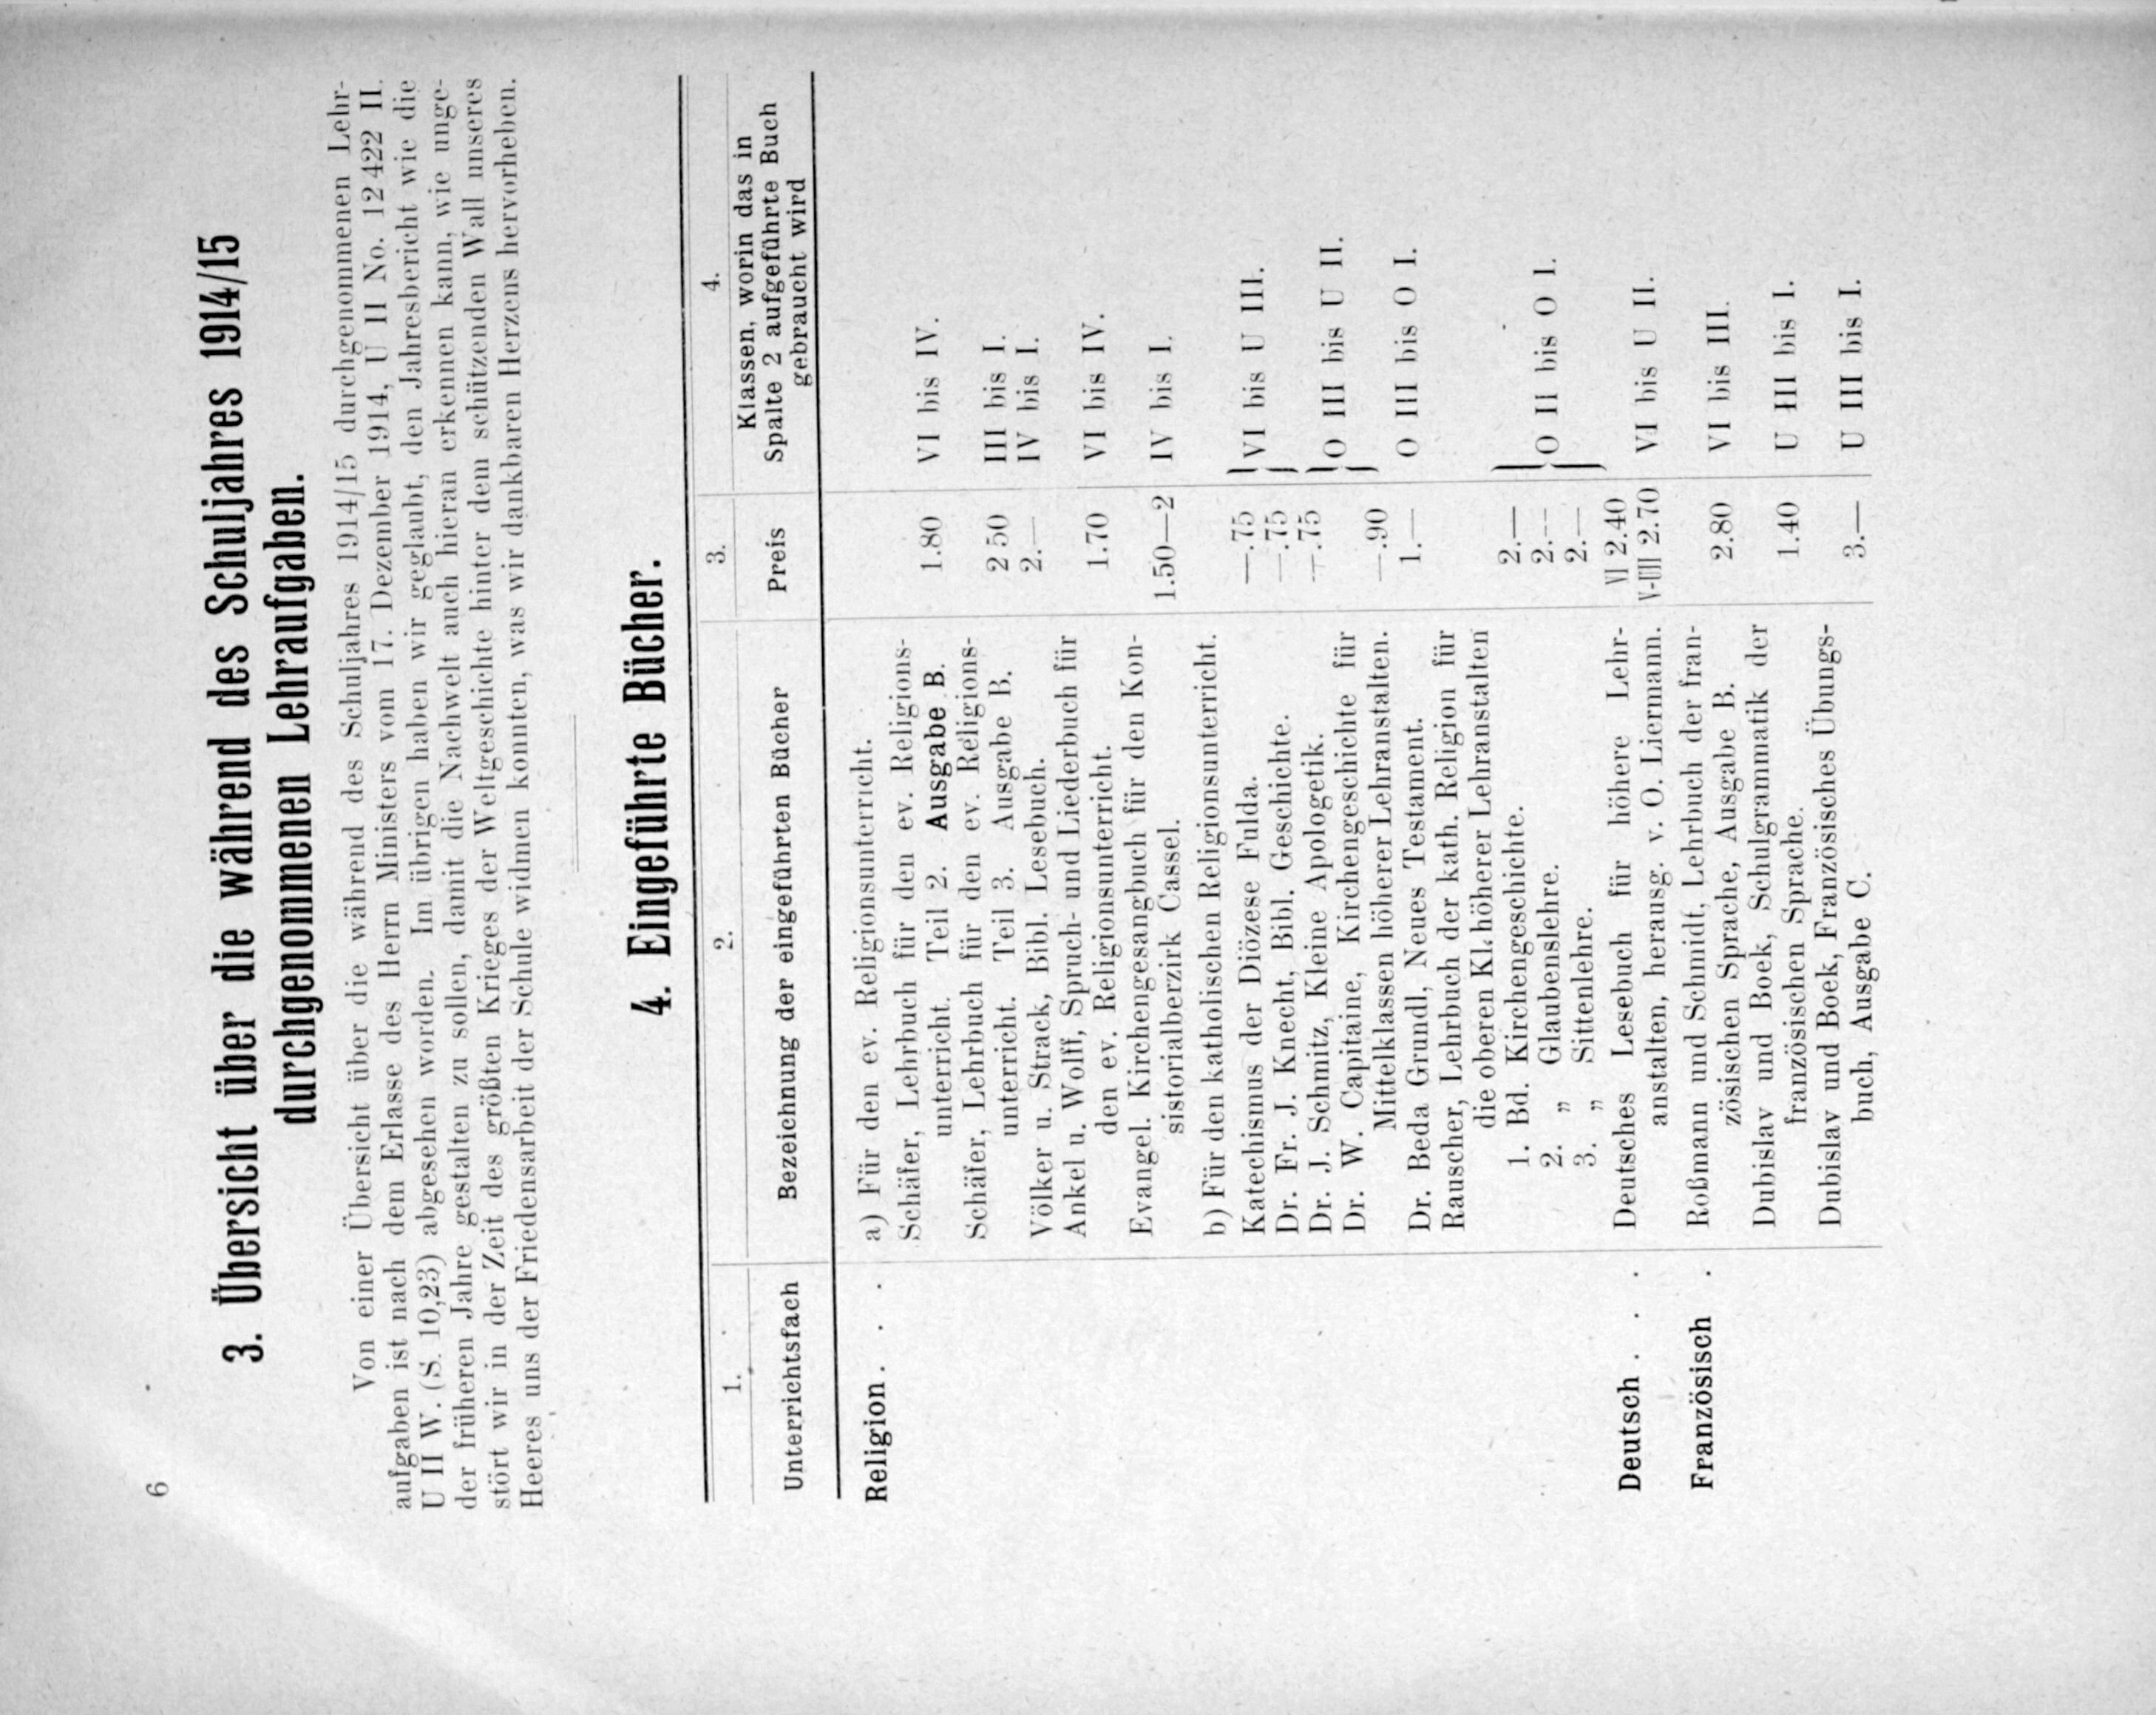 6
3. Übersicht über die während des Schuljahres 1914/15
durchgenommenen Lehraufgaben.
Von einer Übersicht über die während des Schuljahres 1914/15 durchgenommenen Lehr-
aufgaben ist nach dem Erlasse des Herrn Ministers vom 17. Dezember 1914, U II No. 12422 II.
U II W. (S. 10,23) abgesehen worden. Im übrigen haben wir geglaubt, den Jahresbericht wie die
der früheren Jahre gestalten zu sollen, damit die Nachwelt auch hieran erkennen kann, wie unge-
stört wir in der Zeit des größten Krieges der Weltgeschichte hinter dem schützenden Wall unseres
Heeres uns der Friedensarbeit der Schule widmen konnten, was wir dankbaren Herzens hervorheben.
4. Eingeführte Bücher.
1. 2. 3. 4.
Unterrichtsfach Bezeichnung der eingeführten Bücher Preis Klassen, worin das in
Spalte 2 aufgeführte Buch
gebraucht wird
Religion . . . a) Für den ev. Religionsunterricht.
Schäfer, Lehrbuch für den ev. Religions-
unterricht. Teil 2. Ausgabe B. 1.80 VI bis IV.
Schäfer, Lehrbuch für den ev. Religions-
unterricht. Teil 3. Ausgabe B. 2 50 III bis I.
Völker u. Strack, Bibl. Lesebuch. 2.— IV bis I.
Ankel u. Wolff, Spruch- und Liederbuch für
den ev. Religionsunterricht. 1.70 VI bis IV.
Evangel. Kirchengesangbuch für den Kon-
sistorialberzirk Cassel. 1.50—2 IV bis I.
b) Für den katholischen Religionsunterricht.
Katechismus der Diözese Fulda. —.75 } VI bis U III.
Dr. Fr. J. Knecht, Bibl. Geschichte. —.75
Dr. J. Schmitz, Kleine Apologetik. —.75 } O III bis U II.
Dr. W. Capitaine, Kirchengeschichte für
Mittelklassen höherer Lehranstalten. —.90
Dr. Beda Grundl, Neues Testament. 1.— O III bis O I.
Rauscher, Lehrbuch der kath. Religion für
die oberen Kl. höherer Lehranstalten
1. Bd. Kirchengeschichte. 2.—
2. „ Glaubenslehre. 2.— } O II bis O I.
3. „ Sittenlehre. 2.—
Deutsch . . . Deutsches Lesebuch für höhere Lehr- VI 2.40
anstalten, herausg. v. O. Liermann. V-UII 2.70 VI bis U II.
Französisch . Roßmann und Schmidt, Lehrbuch der fran-
zösischen Sprache, Ausgabe B. 2.80 VI bis III.
Dubislav und Boek, Schulgrammatik der
französischen Sprache. 1.40 U III bis I.
Dubislav und Boek, Französisches Übungs-
buch, Ausgabe C. 3.— U III bis I.